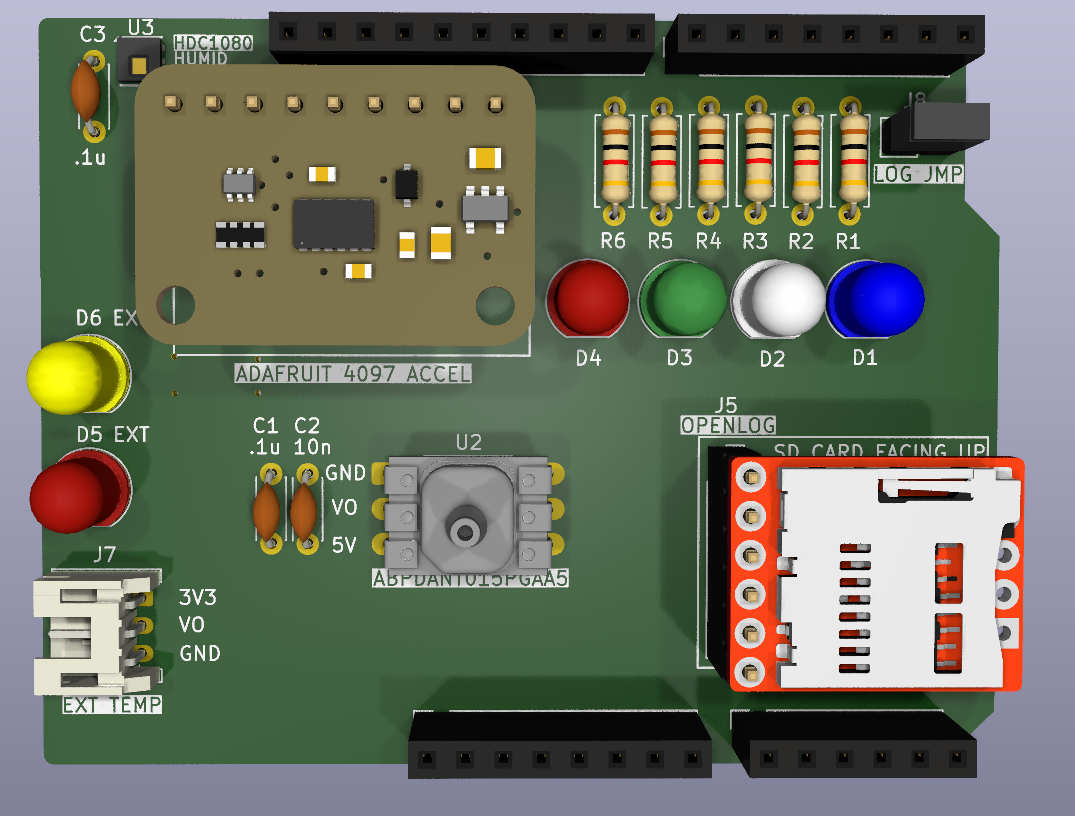 C3
U3
HDC1080
HUMID
.1u
J8
LOG JMP
R6 R5 R4 R3 R2 R1
D6 EX
D4 D3 D2 D1
ADAFRUIT 4097 ACCEL
D5 EXT
J5
OPENLOG
SD CARD FACING UP
C1 C2
.1u 10n
U2
GND
VO
5V
ABPDANT015PGAA5
J7
3V3
VO
GND
EXT TEMP